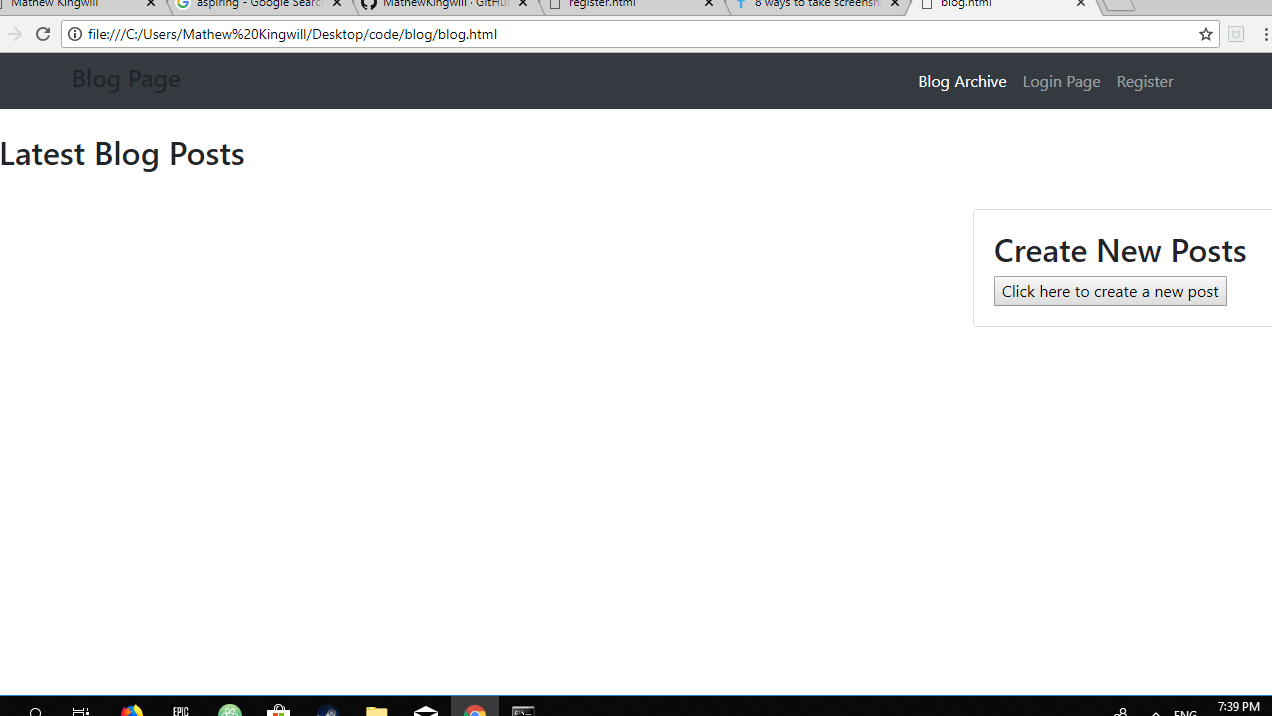 Mathew Kingwill
aspiring - Google Searc
MathewKingwill · GitHu
register.html
8 ways to take screensh
blog.html
file:///C:/Users/Mathew%20Kingwill/Desktop/code/blog/blog.html
Blog Page
Blog Archive
Login Page
Register
Latest Blog Posts
Create New Posts
Click here to create a new post
EPIC
ENG
7:39 PM